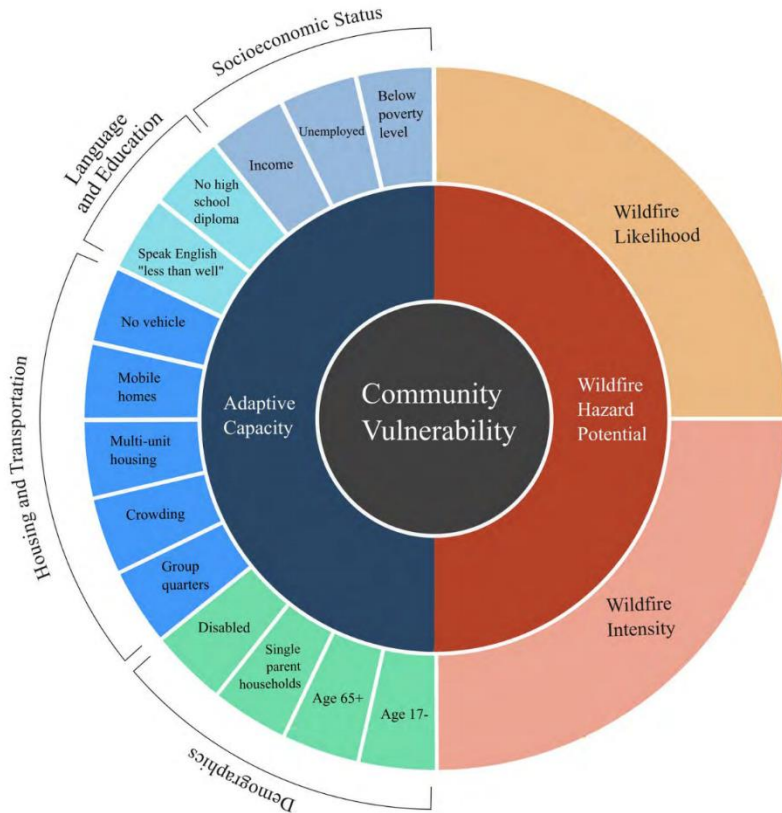 Socioeconomic Status
Language
and Education
Housing and Transportation
Demographics
Below
poverty
level
Unemployed
Income
No high
school
diploma
Speak English
"less than well"
No vehicle
Mobile
homes
Multi-unit
housing
Crowding
Group
quarters
Disabled
Single
parent
households
Age 65+
Age 17-
Adaptive
Capacity
Community
Vulnerability
Wildfire
Hazard
Potential
Wildfire
Likelihood
Wildfire
Intensity